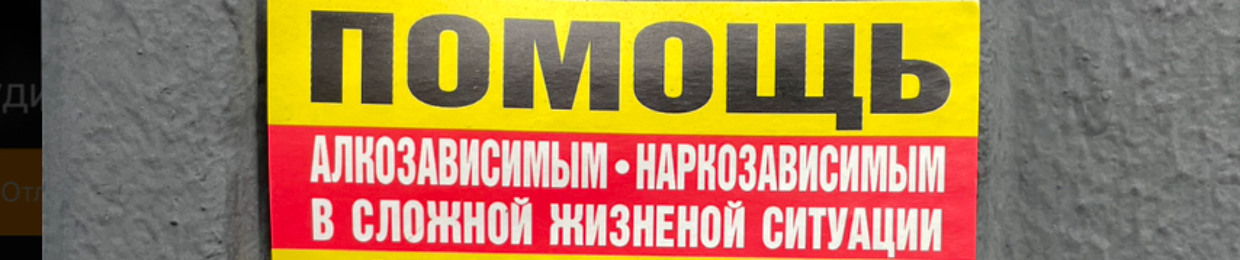 ПОМОЩЬ
АЛКОЗАВИСИМЫМ • НАРКОЗАВИСИМЫМ
В СЛОЖНОЙ ЖИЗНЕНОЙ СИТУАЦИИ